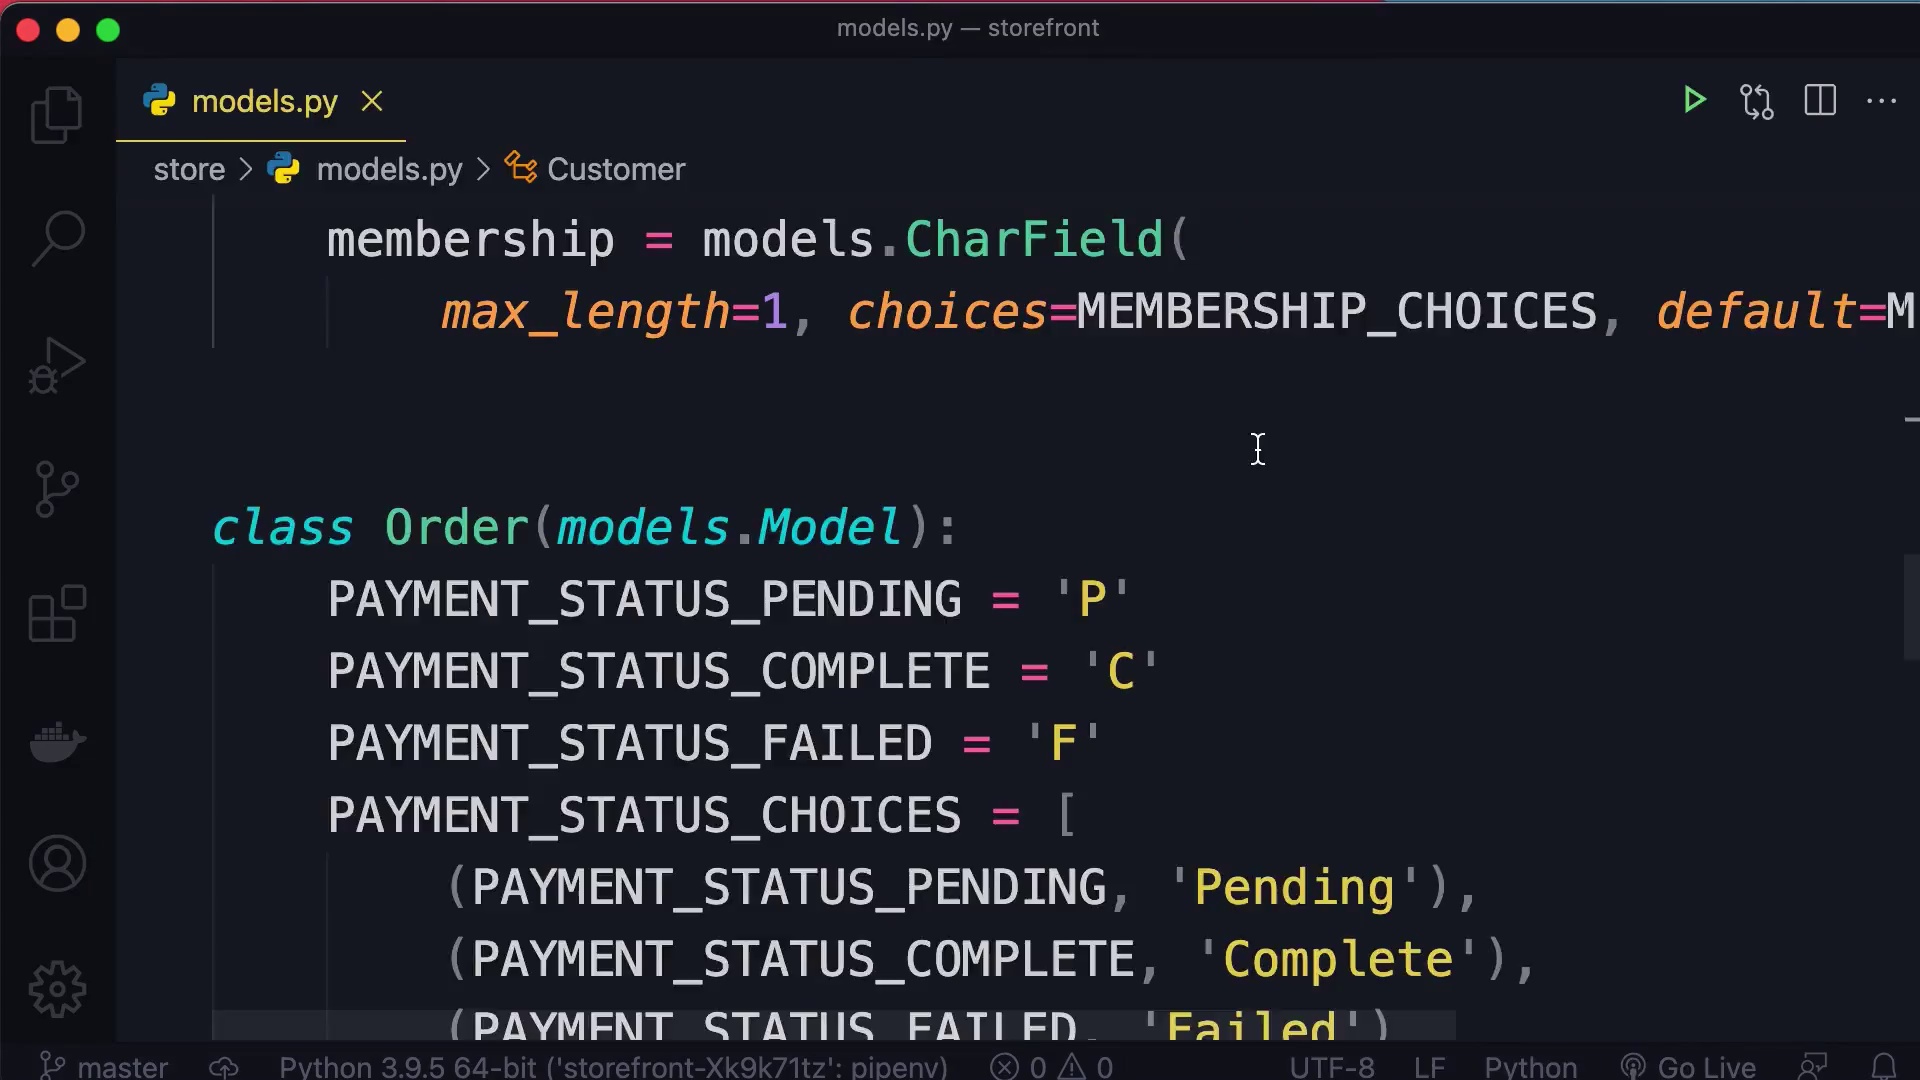 models.py — storefront
models.py
store > models.py > Customer
membership = models.CharField(
max_length=1, choices=MEMBERSHIP_CHOICES, default=M
class Order(models.Model):
PAYMENT_STATUS_PENDING = 'P'
PAYMENT_STATUS_COMPLETE = 'C'
PAYMENT_STATUS_FAILED = 'F'
PAYMENT_STATUS_CHOICES = [
(PAYMENT_STATUS_PENDING, 'Pending'),
(PAYMENT_STATUS_COMPLETE, 'Complete'),
(PAYMENT_STATUS_FAILED, 'Failed')
master Python 3.9.5 64-bit ('storefront-Xk9k71tz': pipenv) 0 0 UTF-8 LF Python Go Live